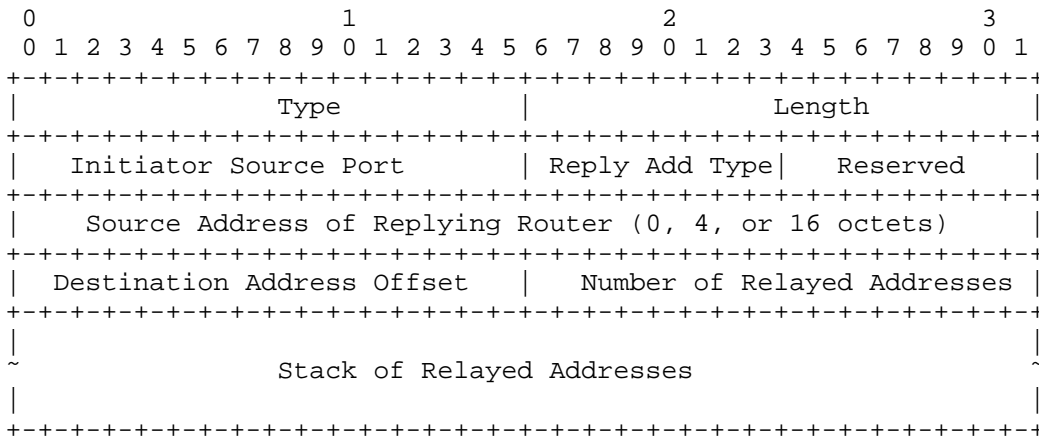 0                   1                   2                   3
 0 1 2 3 4 5 6 7 8 9 0 1 2 3 4 5 6 7 8 9 0 1 2 3 4 5 6 7 8 9 0 1
+-+-+-+-+-+-+-+-+-+-+-+-+-+-+-+-+-+-+-+-+-+-+-+-+-+-+-+-+-+-+-+-+
|               Type            |               Length          |
+-+-+-+-+-+-+-+-+-+-+-+-+-+-+-+-+-+-+-+-+-+-+-+-+-+-+-+-+-+-+-+-+
|   Initiator Source Port       | Reply Add Type|   Reserved    |
+-+-+-+-+-+-+-+-+-+-+-+-+-+-+-+-+-+-+-+-+-+-+-+-+-+-+-+-+-+-+-+-+
|    Source Address of Replying Router (0, 4, or 16 octets)     |
+-+-+-+-+-+-+-+-+-+-+-+-+-+-+-+-+-+-+-+-+-+-+-+-+-+-+-+-+-+-+-+-+
|  Destination Address Offset   |   Number of Relayed Addresses |
+-+-+-+-+-+-+-+-+-+-+-+-+-+-+-+-+-+-+-+-+-+-+-+-+-+-+-+-+-+-+-+-+
|                                                               |
~                Stack of Relayed Addresses                     ~
|                                                               |
+-+-+-+-+-+-+-+-+-+-+-+-+-+-+-+-+-+-+-+-+-+-+-+-+-+-+-+-+-+-+-+-+